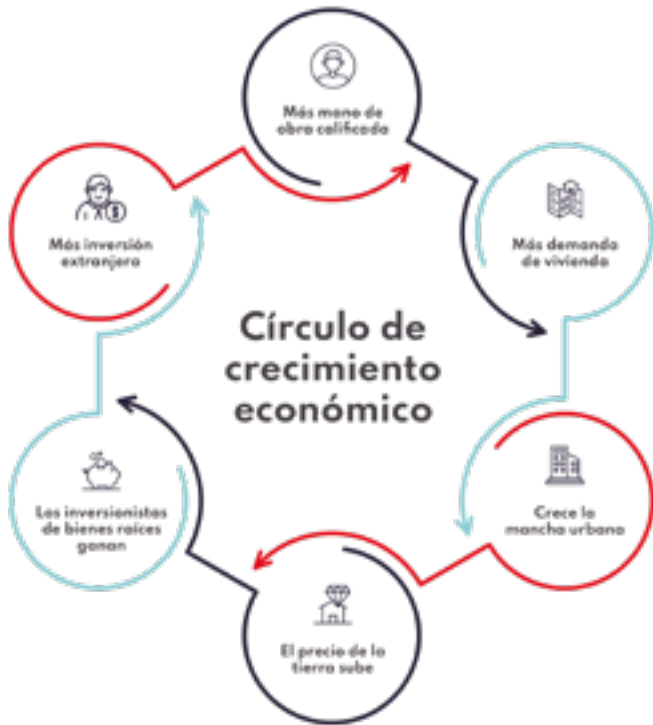 Círculo de
crecimiento
económico
Más mano de
obra calificada
Más demanda
de vivienda
Crece la
mancha urbana
El precio de la
tierra sube
Los inversionistas
de bienes raíces
ganan
Más inversión
extranjera